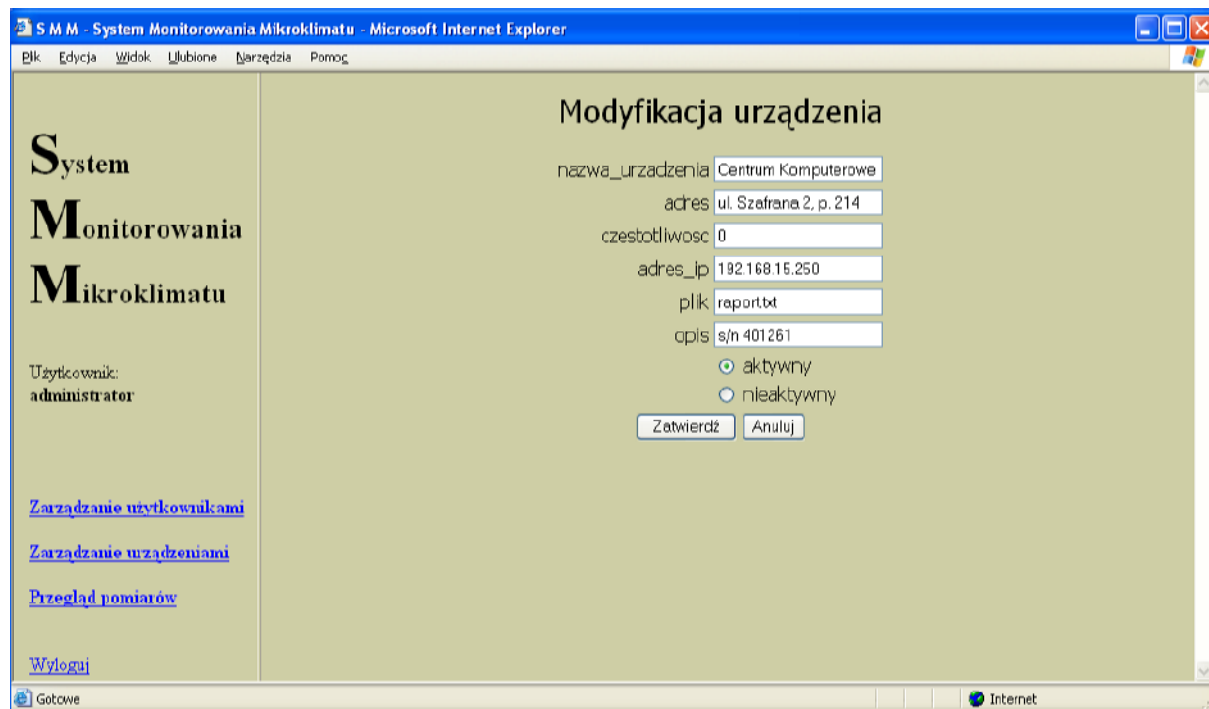 S M M - System Monitorowania Mikroklimatu - Microsoft Internet Explorer
Plik Edycja Widok Ulubione Narzędzia Pomoc
System
Monitorowania
Mikroklimatu
Użytkownik:
administrator
Zarządzanie użytkownikami
Zarządzanie urządzeniami
Przegląd pomiarów
Wyloguj
Modyfikacja urządzenia
nazwa_urzadzenia Centrum Komputerowe
adres ul. Szafrana 2, p. 214
czestotliwosc 0
adres_ip 192.168.15.250
plik raport.txt
opis s/n 401261
aktywny
nieaktywny
Zatwierdź Anuluj
Gotowe Internet